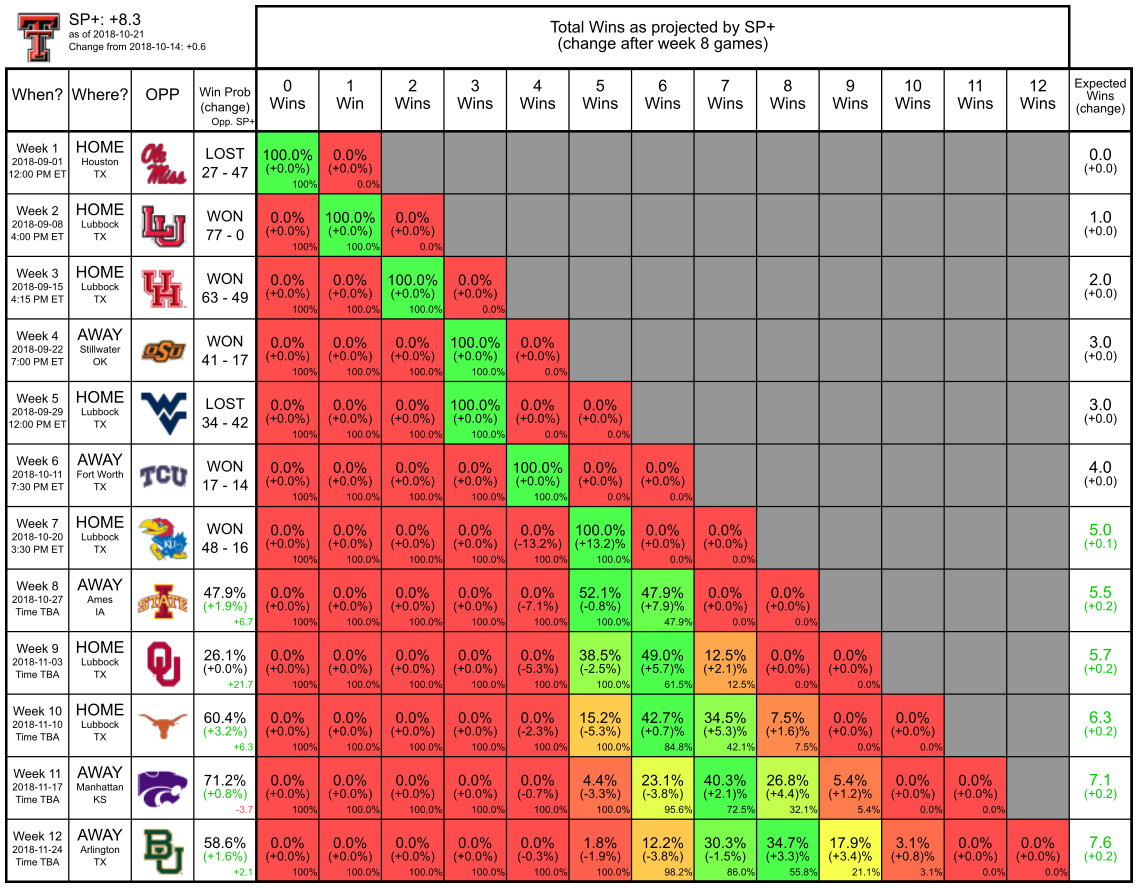 SP+: +8.3
as of 2018-10-21
Change from 2018-10-14: +0.6
Total Wins as projected by SP+
(change after week 8 games)
When? Where? OPP Win Prob (change) Opp. SP+ 0 Wins 1 Win 2 Wins 3 Wins 4 Wins 5 Wins 6 Wins 7 Wins 8 Wins 9 Wins 10 Wins 11 Wins 12 Wins Expected Wins (change)
Week 1 HOME Ole Miss LOST 100.0% 0.0% 0.0
2018-09-01 Houston 27 - 47 (+0.0%) (+0.0%) (+0.0)
12:00 PM ET TX 100% 0.0%
Week 2 HOME LU WON 0.0% 100.0% 0.0% 1.0
2018-09-08 Lubbock 77 - 0 (+0.0%) (+0.0%) (+0.0%) (+0.0)
4:00 PM ET TX 100% 100.0% 0.0%
Week 3 HOME UH WON 0.0% 0.0% 100.0% 0.0% 2.0
2018-09-15 Lubbock 63 - 49 (+0.0%) (+0.0%) (+0.0%) (+0.0%) (+0.0)
4:15 PM ET TX 100% 100.0% 100.0% 0.0%
Week 4 AWAY OSU WON 0.0% 0.0% 0.0% 100.0% 0.0% 3.0
2018-09-22 Stillwater 41 - 17 (+0.0%) (+0.0%) (+0.0%) (+0.0%) (+0.0%) (+0.0)
7:00 PM ET OK 100% 100.0% 100.0% 100.0% 0.0%
Week 5 HOME WV LOST 0.0% 0.0% 0.0% 100.0% 0.0% 0.0% 3.0
2018-09-29 Lubbock 34 - 42 (+0.0%) (+0.0%) (+0.0%) (+0.0%) (+0.0%) (+0.0%) (+0.0)
12:00 PM ET TX 100% 100.0% 100.0% 100.0% 0.0% 0.0%
Week 6 AWAY TCU WON 0.0% 0.0% 0.0% 0.0% 100.0% 0.0% 0.0% 4.0
2018-10-11 Fort Worth 17 - 14 (+0.0%) (+0.0%) (+0.0%) (+0.0%) (+0.0%) (+0.0%) (+0.0%) (+0.0)
7:30 PM ET TX 100% 100.0% 100.0% 100.0% 100.0% 0.0% 0.0%
Week 7 HOME KU WON 0.0% 0.0% 0.0% 0.0% 0.0% 100.0% 0.0% 0.0% 5.0
2018-10-20 Lubbock 48 - 16 (+0.0%) (+0.0%) (+0.0%) (+0.0%) (-13.2%) (+13.2)% (+0.0%) (+0.0%) (+0.1)
3:30 PM ET TX 100% 100.0% 100.0% 100.0% 100.0% 100.0% 0.0% 0.0%
Week 8 AWAY I STATE 47.9% 0.0% 0.0% 0.0% 0.0% 0.0% 52.1% 47.9% 0.0% 0.0% 5.5
2018-10-27 Ames (+1.9%) (+0.0%) (+0.0%) (+0.0%) (+0.0%) (-7.1%) (-0.8%) (+7.9%) (+0.0%) (+0.0%) (+0.2)
Time TBA IA +6.7 100% 100.0% 100.0% 100.0% 100.0% 100.0% 47.9% 0.0% 0.0%
Week 9 HOME OU 26.1% 0.0% 0.0% 0.0% 0.0% 0.0% 38.5% 49.0% 12.5% 0.0% 0.0% 5.7
2018-11-03 Lubbock (+0.0%) (+0.0%) (+0.0%) (+0.0%) (+0.0%) (-5.3%) (-2.5%) (+5.7%) (+2.1)% (+0.0%) (+0.0%) (+0.2)
Time TBA TX +21.7 100% 100.0% 100.0% 100.0% 100.0% 100.0% 61.5% 12.5% 0.0% 0.0%
Week 10 HOME 60.4% 0.0% 0.0% 0.0% 0.0% 0.0% 15.2% 42.7% 34.5% 7.5% 0.0% 0.0% 6.3
2018-11-10 Lubbock (+3.2%) (+0.0%) (+0.0%) (+0.0%) (+0.0%) (-2.3%) (-5.3%) (+0.7%) (+5.3)% (+1.6)% (+0.0%) (+0.0%) (+0.2)
Time TBA TX +6.3 100% 100.0% 100.0% 100.0% 100.0% 100.0% 84.8% 42.1% 7.5% 0.0% 0.0%
Week 11 AWAY 71.2% 0.0% 0.0% 0.0% 0.0% 0.0% 4.4% 23.1% 40.3% 26.8% 5.4% 0.0% 0.0% 7.1
2018-11-17 Manhattan (+0.8%) (+0.0%) (+0.0%) (+0.0%) (+0.0%) (-0.7%) (-3.3%) (-3.8%) (+2.1)% (+4.4)% (+1.2)% (+0.0%) (+0.0%) (+0.2)
Time TBA KS -3.7 100% 100.0% 100.0% 100.0% 100.0% 100.0% 95.6% 72.5% 32.1% 5.4% 0.0% 0.0%
Week 12 AWAY BU 58.6% 0.0% 0.0% 0.0% 0.0% 0.0% 1.8% 12.2% 30.3% 34.7% 17.9% 3.1% 0.0% 0.0% 7.6
2018-11-24 Arlington (+1.6%) (+0.0%) (+0.0%) (+0.0%) (+0.0%) (-0.3%) (-1.9%) (-3.8%) (-1.5%) (+3.3)% (+3.4)% (+0.8)% (+0.0%) (+0.0%) (+0.2)
Time TBA TX +2.1 100% 100.0% 100.0% 100.0% 100.0% 100.0% 98.2% 86.0% 55.8% 21.1% 3.1% 0.0% 0.0%